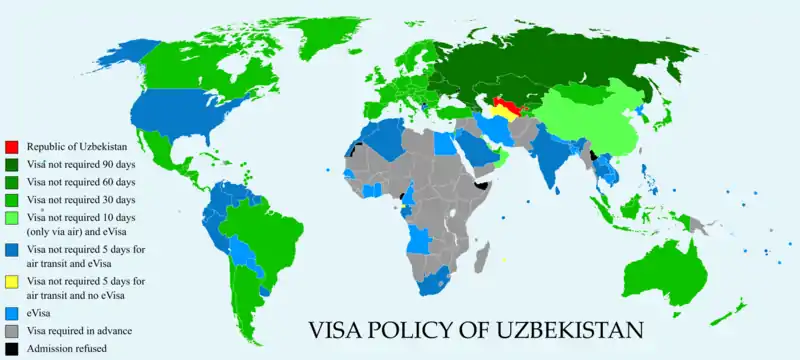 Republic of Uzbekistan
Visa not required 90 days
Visa not required 60 days
Visa not required 30 days
Visa not required 10 days
(only via air) and eVisa
Visa not required 5 days for
air transit and eVisa
Visa not required 5 days for
air transit and no eVisa
eVisa
Visa required in advance
Admission refused
VISA POLICY OF UZBEKISTAN